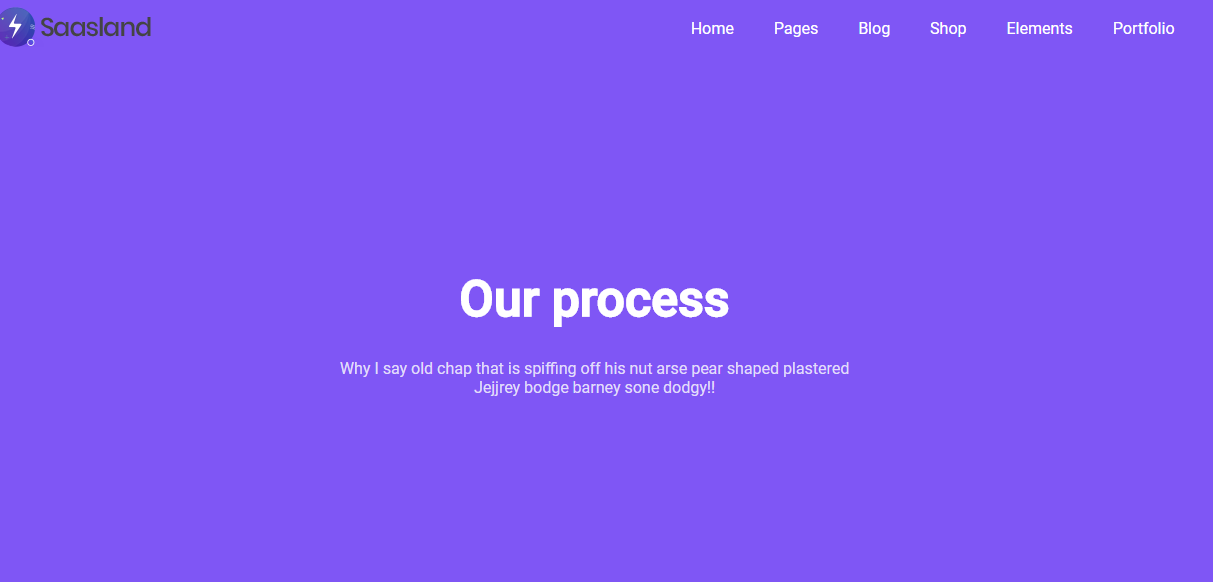 Saasland
Home Pages Blog Shop Elements Portfolio
Our process
Why I say old chap that is spiffing off his nut arse pear shaped plastered
Jejjrey bodge barney sone dodgy!!